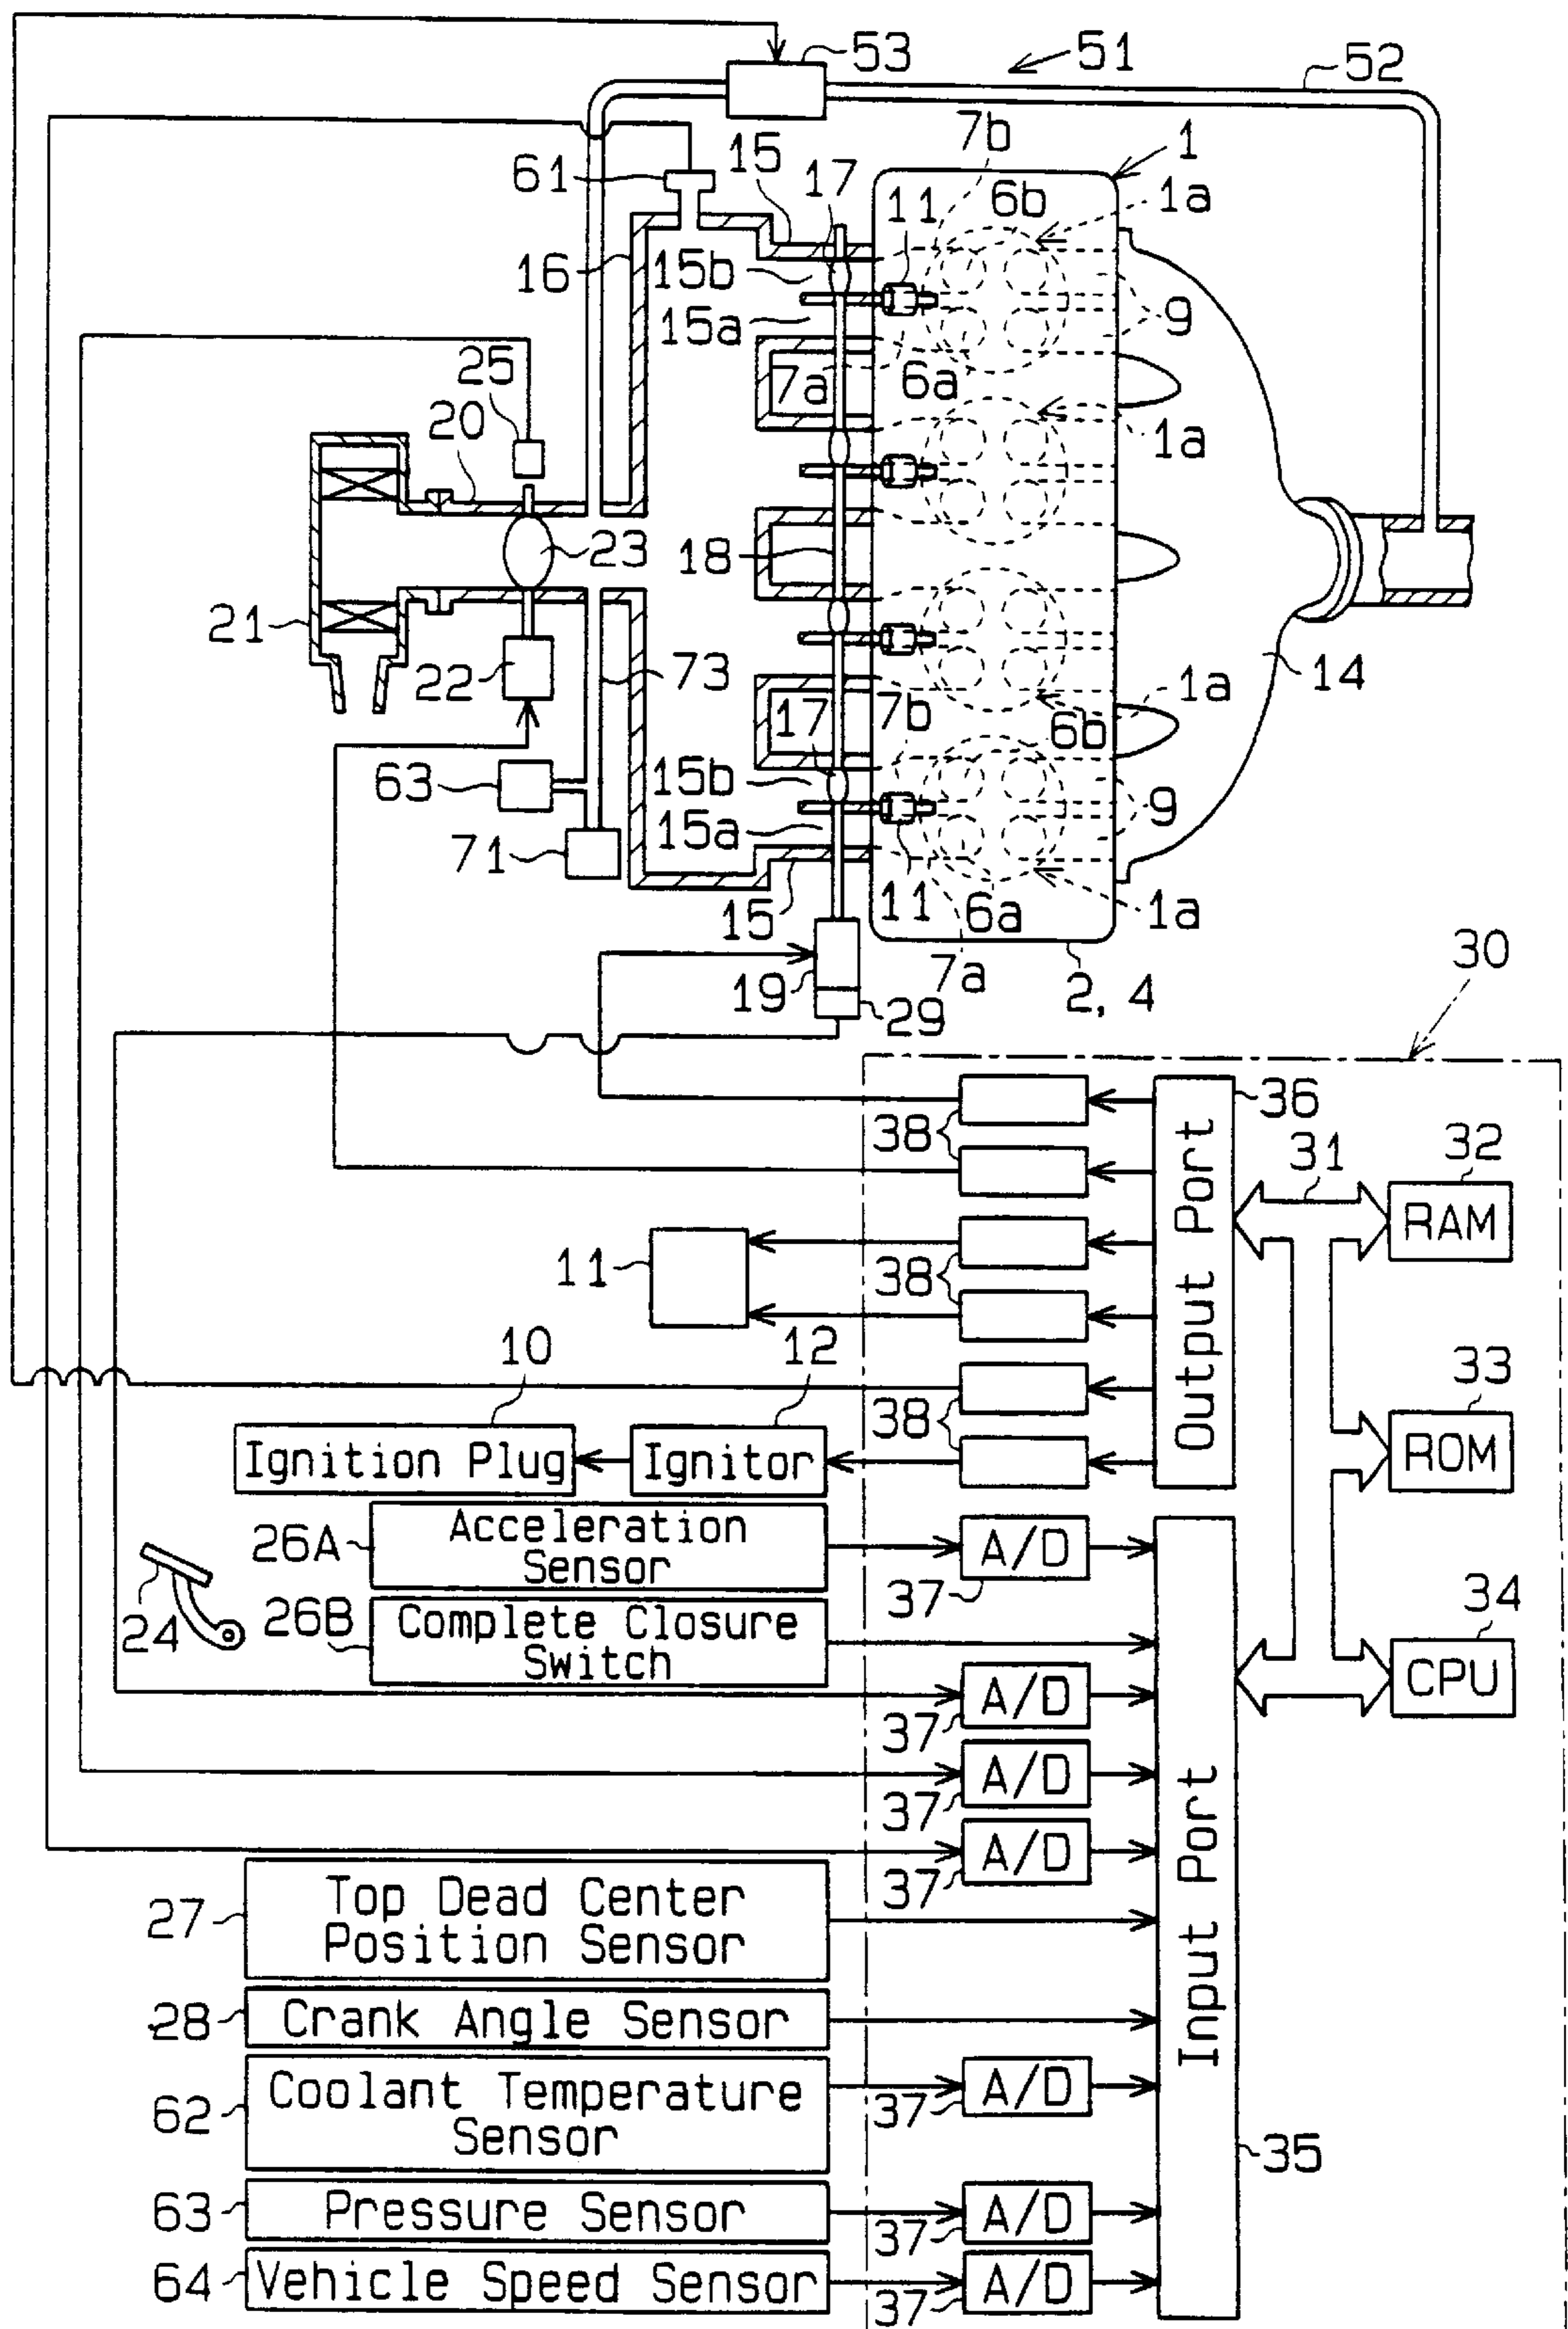 53
51
52
7b
1
61
15
17
11
6b
1a
16
15b
15a
9
25
7a
6a
20
1a
23
18
21
22
73
17
7b
6b
1a
14
63
15b
9
71
15a
15
11
6a
1a
7a
19
29
2, 4
30
36
38
31
32
RAM
Output Port
11
38
10
12
33
38
Ignition Plug
Ignitor
ROM
26A
Acceleration
Sensor
A/D
37
24
26B
Complete Closure
Switch
34
CPU
A/D
37
A/D
37
A/D
37
Input Port
27
Top Dead Center
Position Sensor
28
Crank Angle Sensor
62
Coolant Temperature
Sensor
A/D
37
35
63
Pressure Sensor
A/D
37
64
Vehicle Speed Sensor
A/D
37